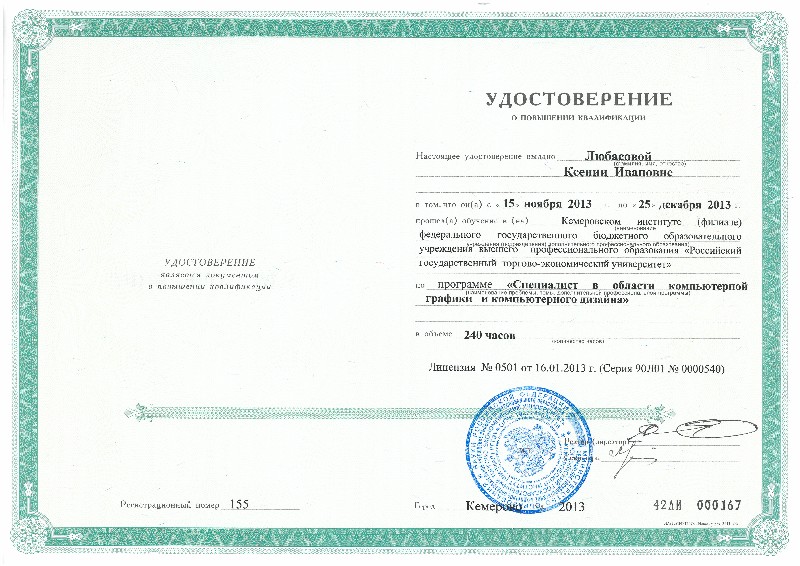 УДОСТОВЕРЕНИЕ
является документом
о повышении квалификации
Регистрационный номер 155
УДОСТОВЕРЕНИЕ
О ПОВЫШЕНИИ КВАЛИФИКАЦИИ
Настоящее удостоверение выдано Любасовой
(фамилия, имя, отчество)
Ксении Ивановне
в том, что он(а) с « 15» ноября 2013 г. по « 25» декабря 2013 г.
прошел(а) обучение в (на) Кемеровском институте (филиале)
(наименование
федерального государственного бюджетного образовательного
учреждения (подразделения) дополнительного профессионального образования)
учреждения высшего профессионального образования «Российский
государственный торгово-экономический университет»
по программе «Специалист в области компьютерной
(наименование проблемы, темы, дополнительной профессиональной программы)
графики и компьютерного дизайна»
в объеме 240 часов
(количество часов)
Лицензия № 0501 от 16.01.2013 г. (Серия 90Л01 № 0000540)
Ректор (директор)
Секретарь
Город Кемерово 2013
42АИ 000167